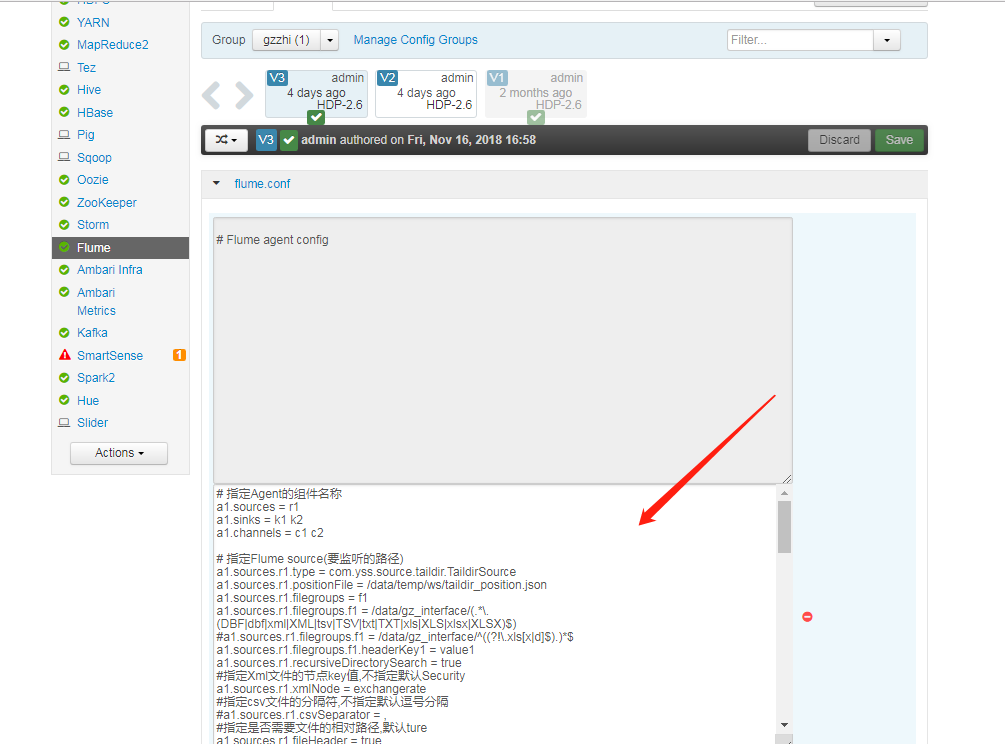 HDFS
YARN
MapReduce2
Tez
Hive
HBase
Pig
Sqoop
Oozie
ZooKeeper
Storm
Flume
Ambari Infra
Ambari
Metrics
Kafka
SmartSense 1
Spark2
Hue
Slider
Actions
Group gzzhi (1) Manage Config Groups Filter...
V3 admin
4 days ago
HDP-2.6
V2 admin
4 days ago
HDP-2.6
V1 admin
2 months ago
HDP-2.6
V3 admin authored on Fri, Nov 16, 2018 16:58 Discard Save
flume.conf
# Flume agent config
# 指定Agent的组件名称
a1.sources = r1
a1.sinks = k1 k2
a1.channels = c1 c2
# 指定Flume source(要监听的路径)
a1.sources.r1.type = com.yss.source.taildir.TaildirSource
a1.sources.r1.positionFile = /data/temp/ws/taildir_position.json
a1.sources.r1.filegroups = f1
a1.sources.r1.filegroups.f1 = /data/gz_interface/(.*\.
(DBF|dbf|xml|XML|tsv|TSV|txt|TXT|xls|XLS|xlsx|XLSX)$)
#a1.sources.r1.filegroups.f1 = /data/gz_interface/^((?!\.xls[x|d]$).)*$
a1.sources.r1.filegroups.f1.headerKey1 = value1
a1.sources.r1.recursiveDirectorySearch = true
#指定Xml文件的节点key值,不指定默认Security
a1.sources.r1.xmlNode = exchangerate
#指定csv文件的分隔符,不指定默认逗号分隔
#a1.sources.r1.csvSeparator = ,
#指定是否需要文件的相对路径,默认ture
a1.sources.r1.fileHeader = true